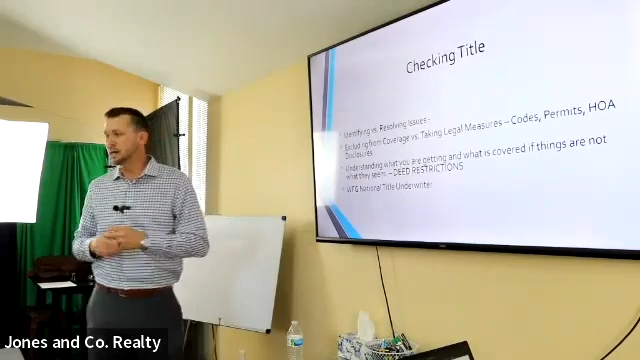 Checking Title
Identifying vs. Resolving Issues -
Excluding from Coverage vs. Taking Legal Measures – Codes, Permits, HOA
Disclosures
Understanding what you are getting and what is covered if things are not
what they seem. – DEED RESTRICTIONS
WFG National Title Underwriter
Jones and Co. Realty